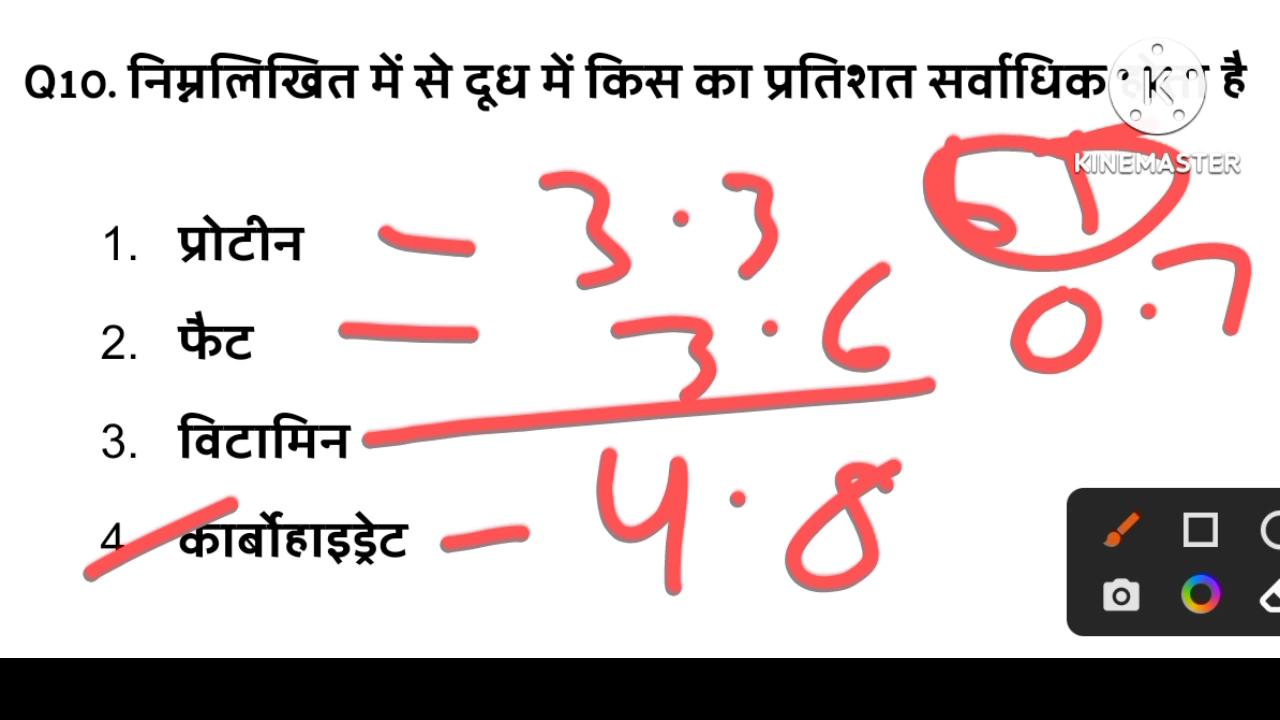 Q10. निम्नलिखित में से दूध में किस का प्रतिशत सर्वाधिक है
KINEMASTER
1. प्रोटीन – 3.3
2. फैट – 3.6 0.7
3. विटामिन
4 कार्बोहाइड्रेट – 4.8